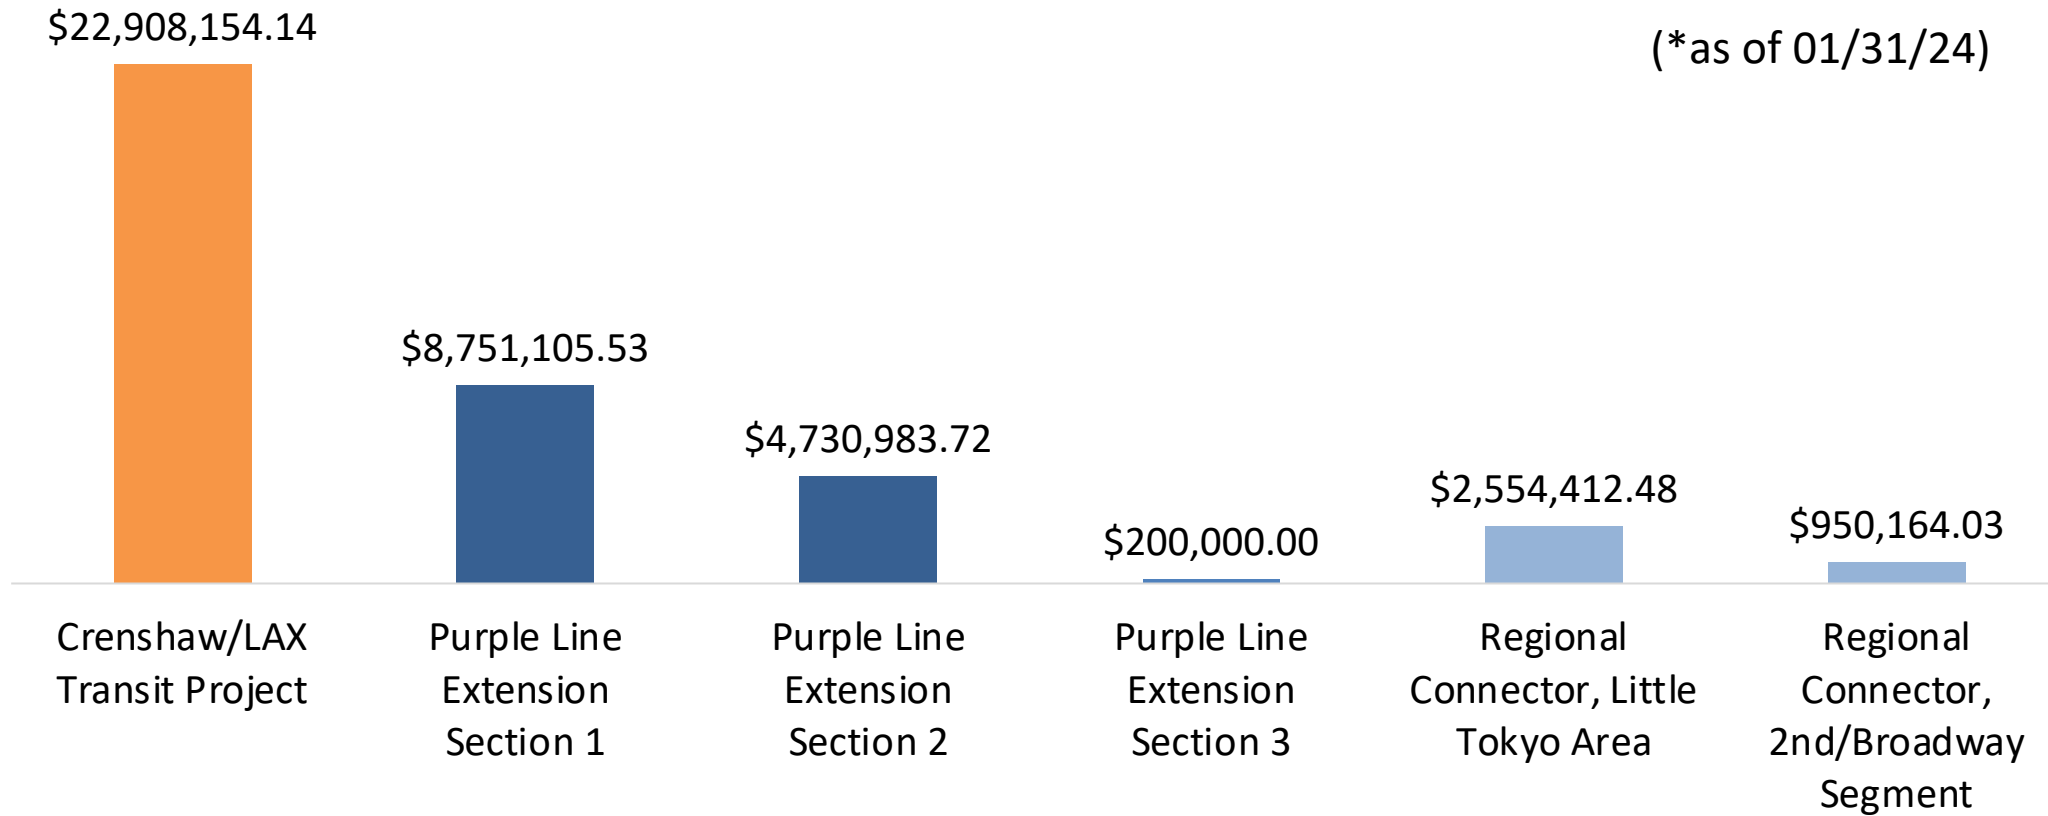 $22,908,154.14
(*as of 01/31/24)
$8,751,105.53
$4,730,983.72
$2,554,412.48
$950,164.03
$200,000.00
Crenshaw/LAX
Transit Project
Purple Line
Extension
Section 1
Purple Line
Extension
Section 2
Purple Line
Extension
Section 3
Regional
Connector, Little
Tokyo Area
Regional
Connector,
2nd/Broadway
Segment